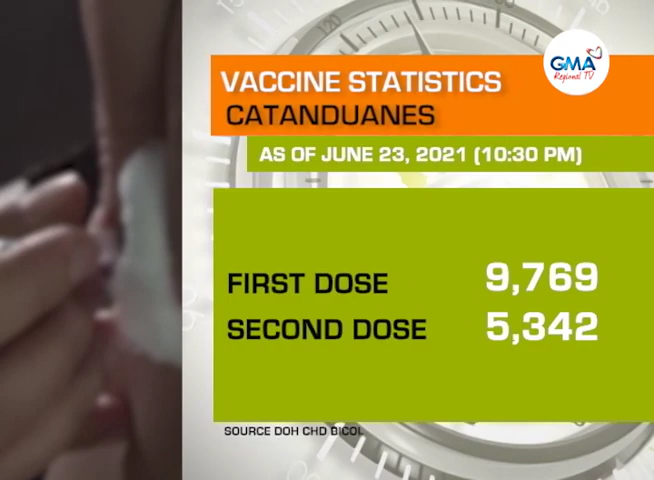 GMA
Regional TV
VACCINE STATISTICS
CATANDUANES
AS OF JUNE 23, 2021 (10:30 PM)
FIRST DOSE 9,769
SECOND DOSE 5,342
SOURCE DOH CHD BICOL